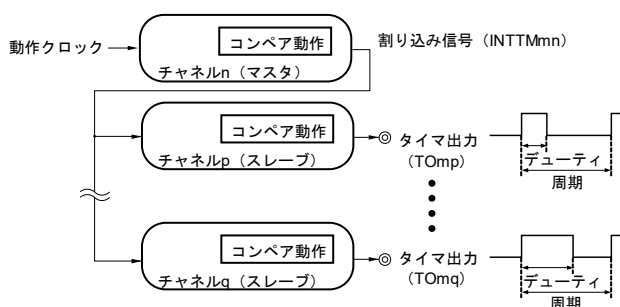 動作クロック
コンペア動作
チャネルn（マスタ）
割り込み信号（INTTMmn）
コンペア動作
チャネルp（スレーブ）
タイマ出力
（TOmp）
デューティ
周期
コンペア動作
チャネルq（スレーブ）
タイマ出力
（TOmq）
デューティ
周期